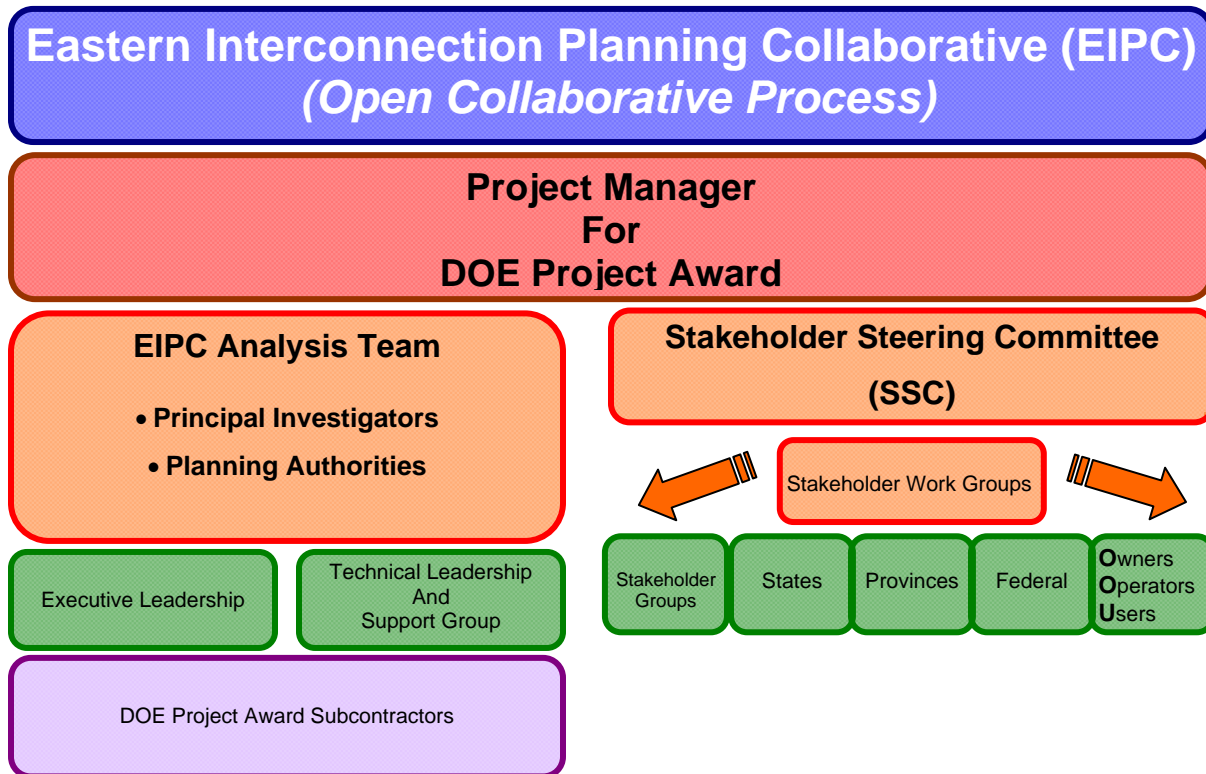 Eastern Interconnection Planning Collaborative (EIPC)
(Open Collaborative Process)
Project Manager
For
DOE Project Award
EIPC Analysis Team
• Principal Investigators
• Planning Authorities
Executive Leadership
Technical Leadership
And
Support Group
DOE Project Award Subcontractors
Stakeholder Steering Committee
(SSC)
Stakeholder Work Groups
Stakeholder
Groups
States
Provinces
Federal
Owners
Operators
Users